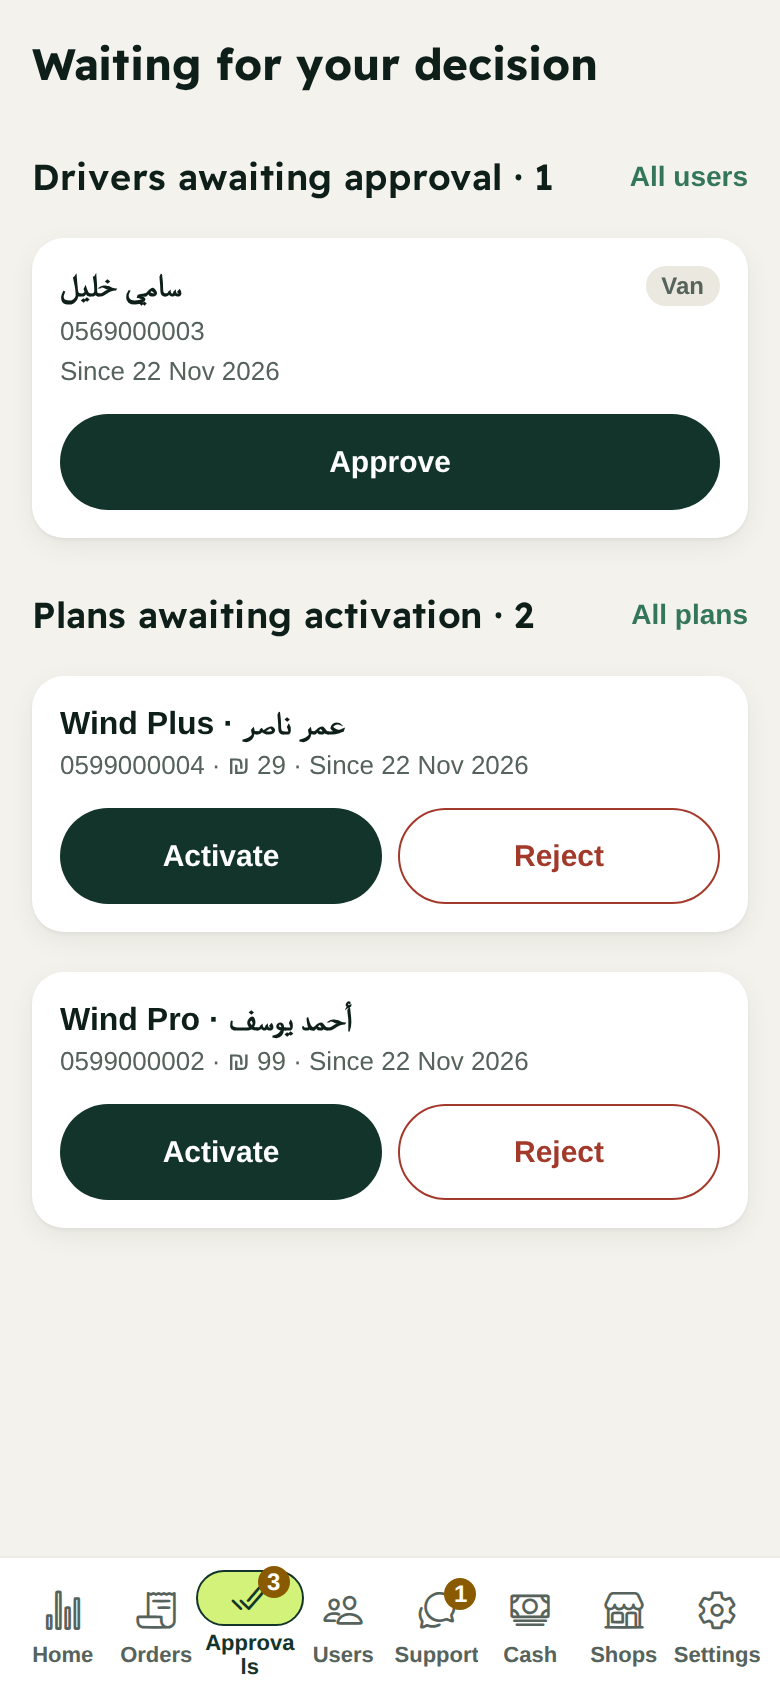 Waiting for your decision
Drivers awaiting approval · 1
All users
سامي خليل
Van
0569000003
Since 22 Nov 2026
Approve
Plans awaiting activation · 2
All plans
Wind Plus · عمر ناصر
0599000004 · ₪ 29 · Since 22 Nov 2026
Activate
Reject
Wind Pro · أحمد يوسف
0599000002 · ₪ 99 · Since 22 Nov 2026
Activate
Reject
3
1
Home
Orders
Approva
ls
Users
Support
Cash
Shops
Settings